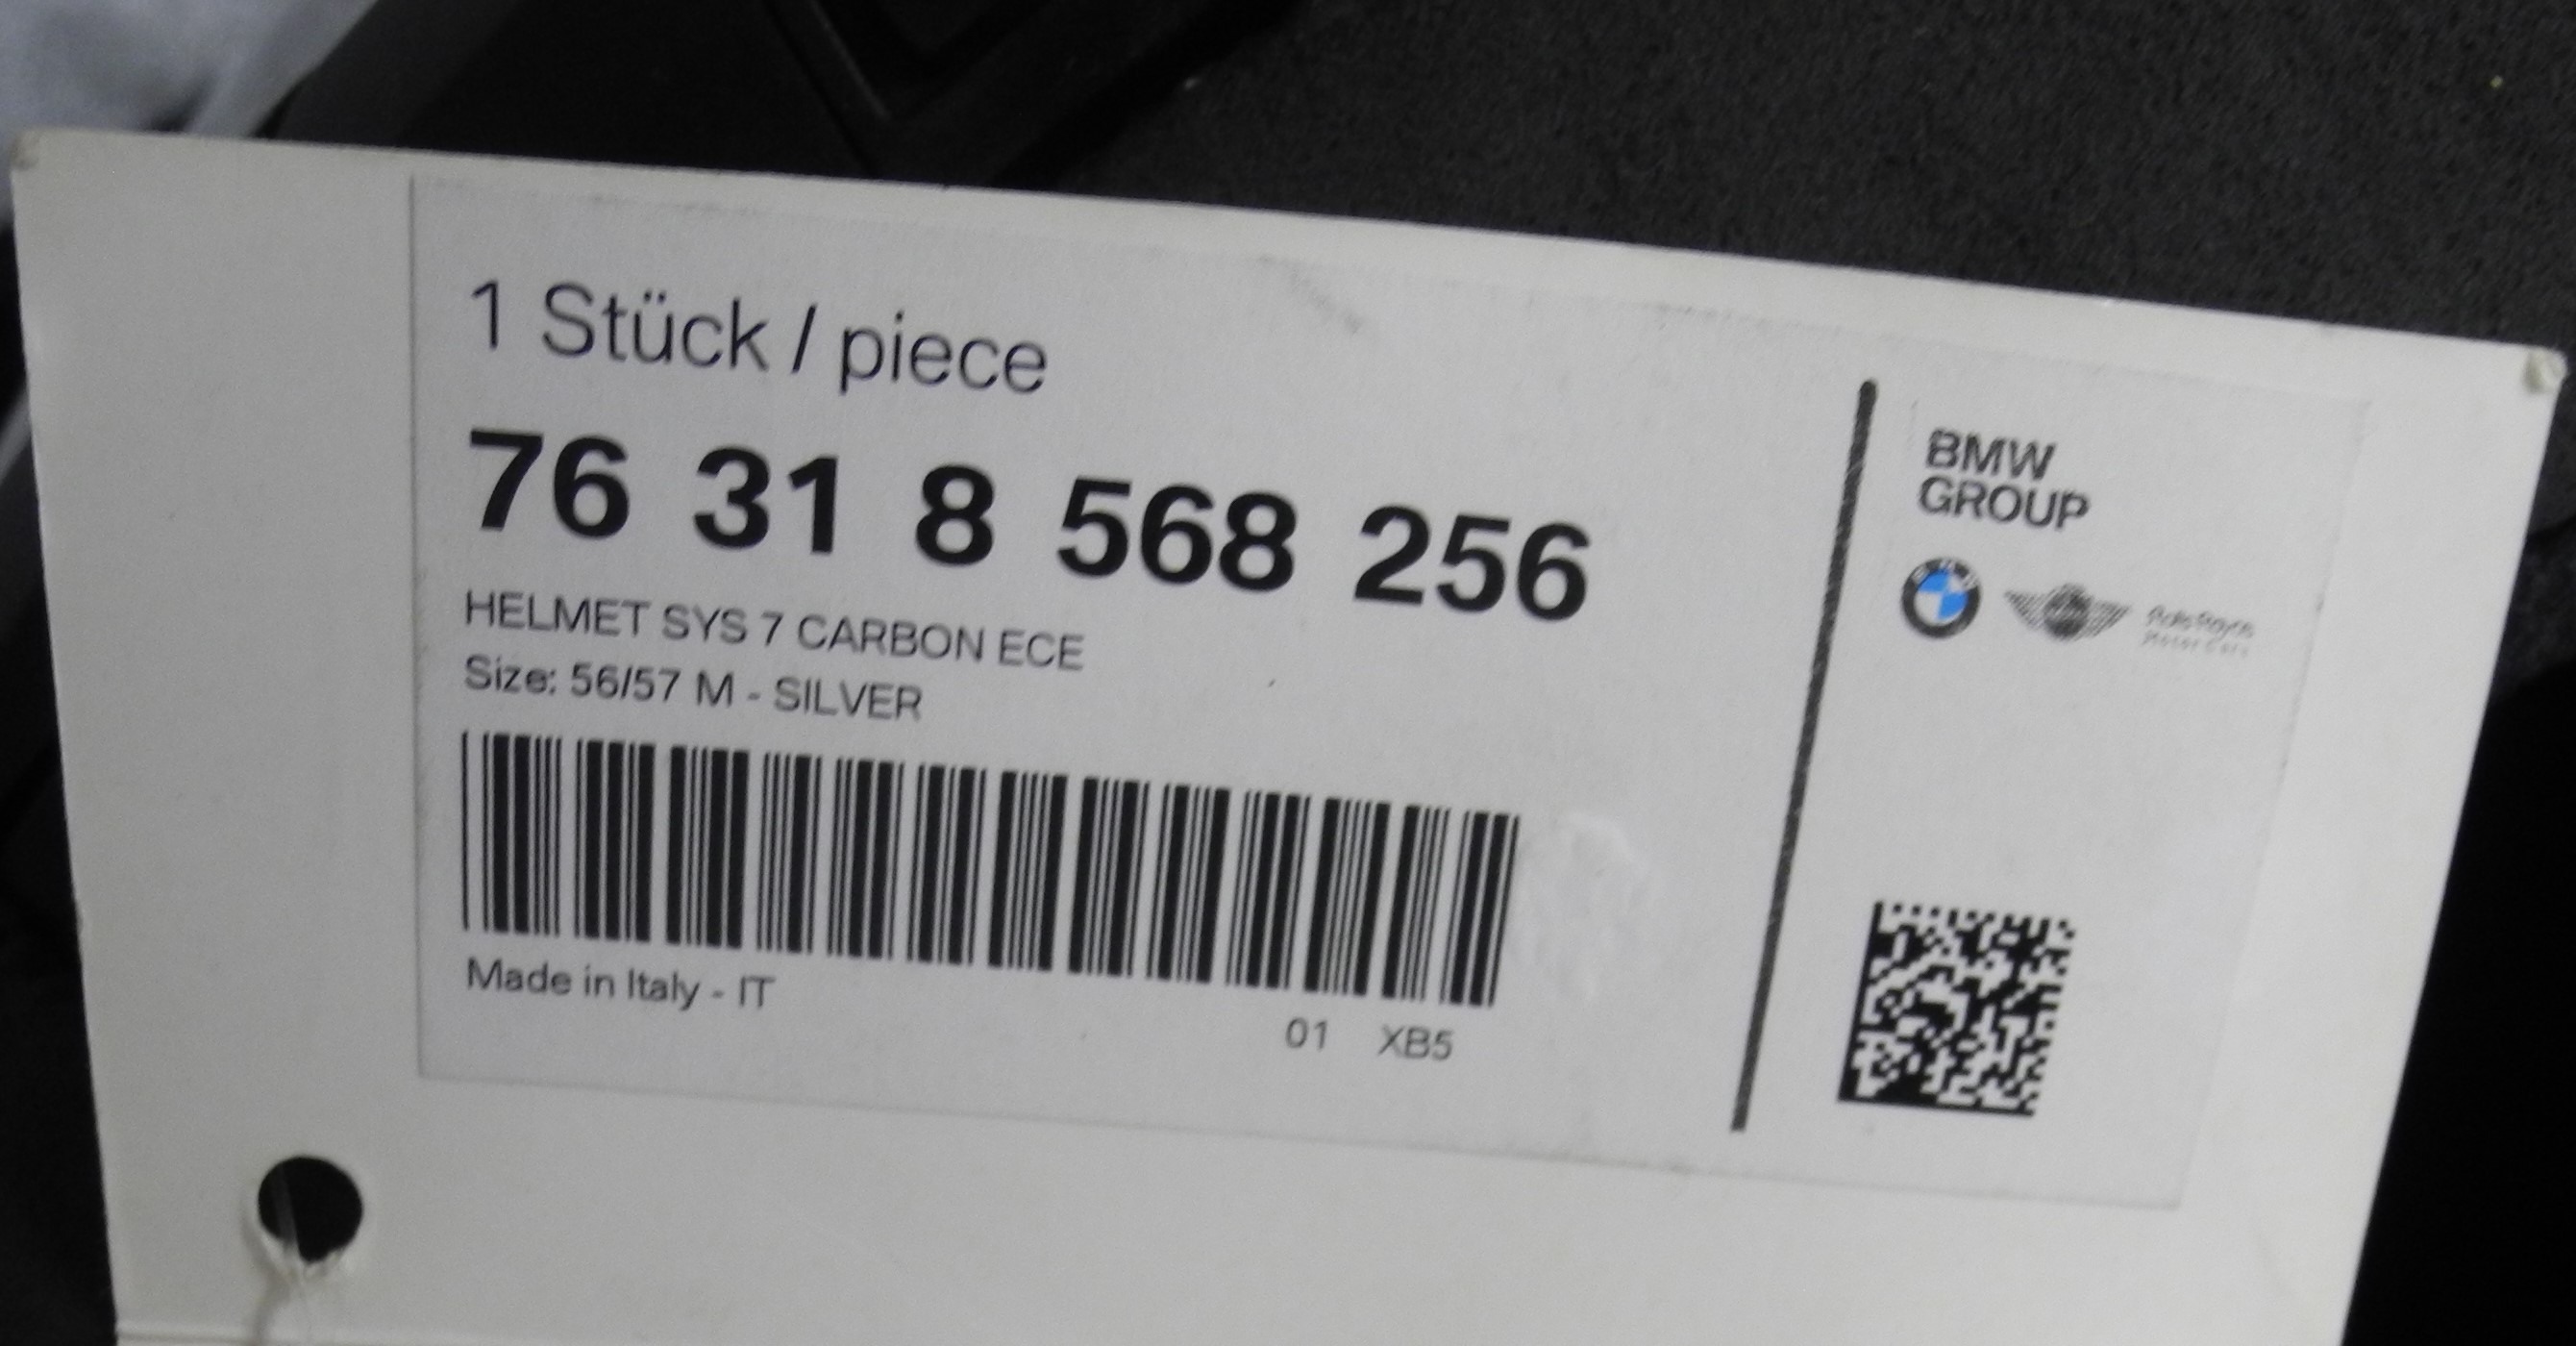 1 Stück / piece
76 31 8 568 256
HELMET SYS 7 CARBON ECE
Size: 56/57 M - SILVER
Made in Italy - IT
01 XB5
BMW
GROUP